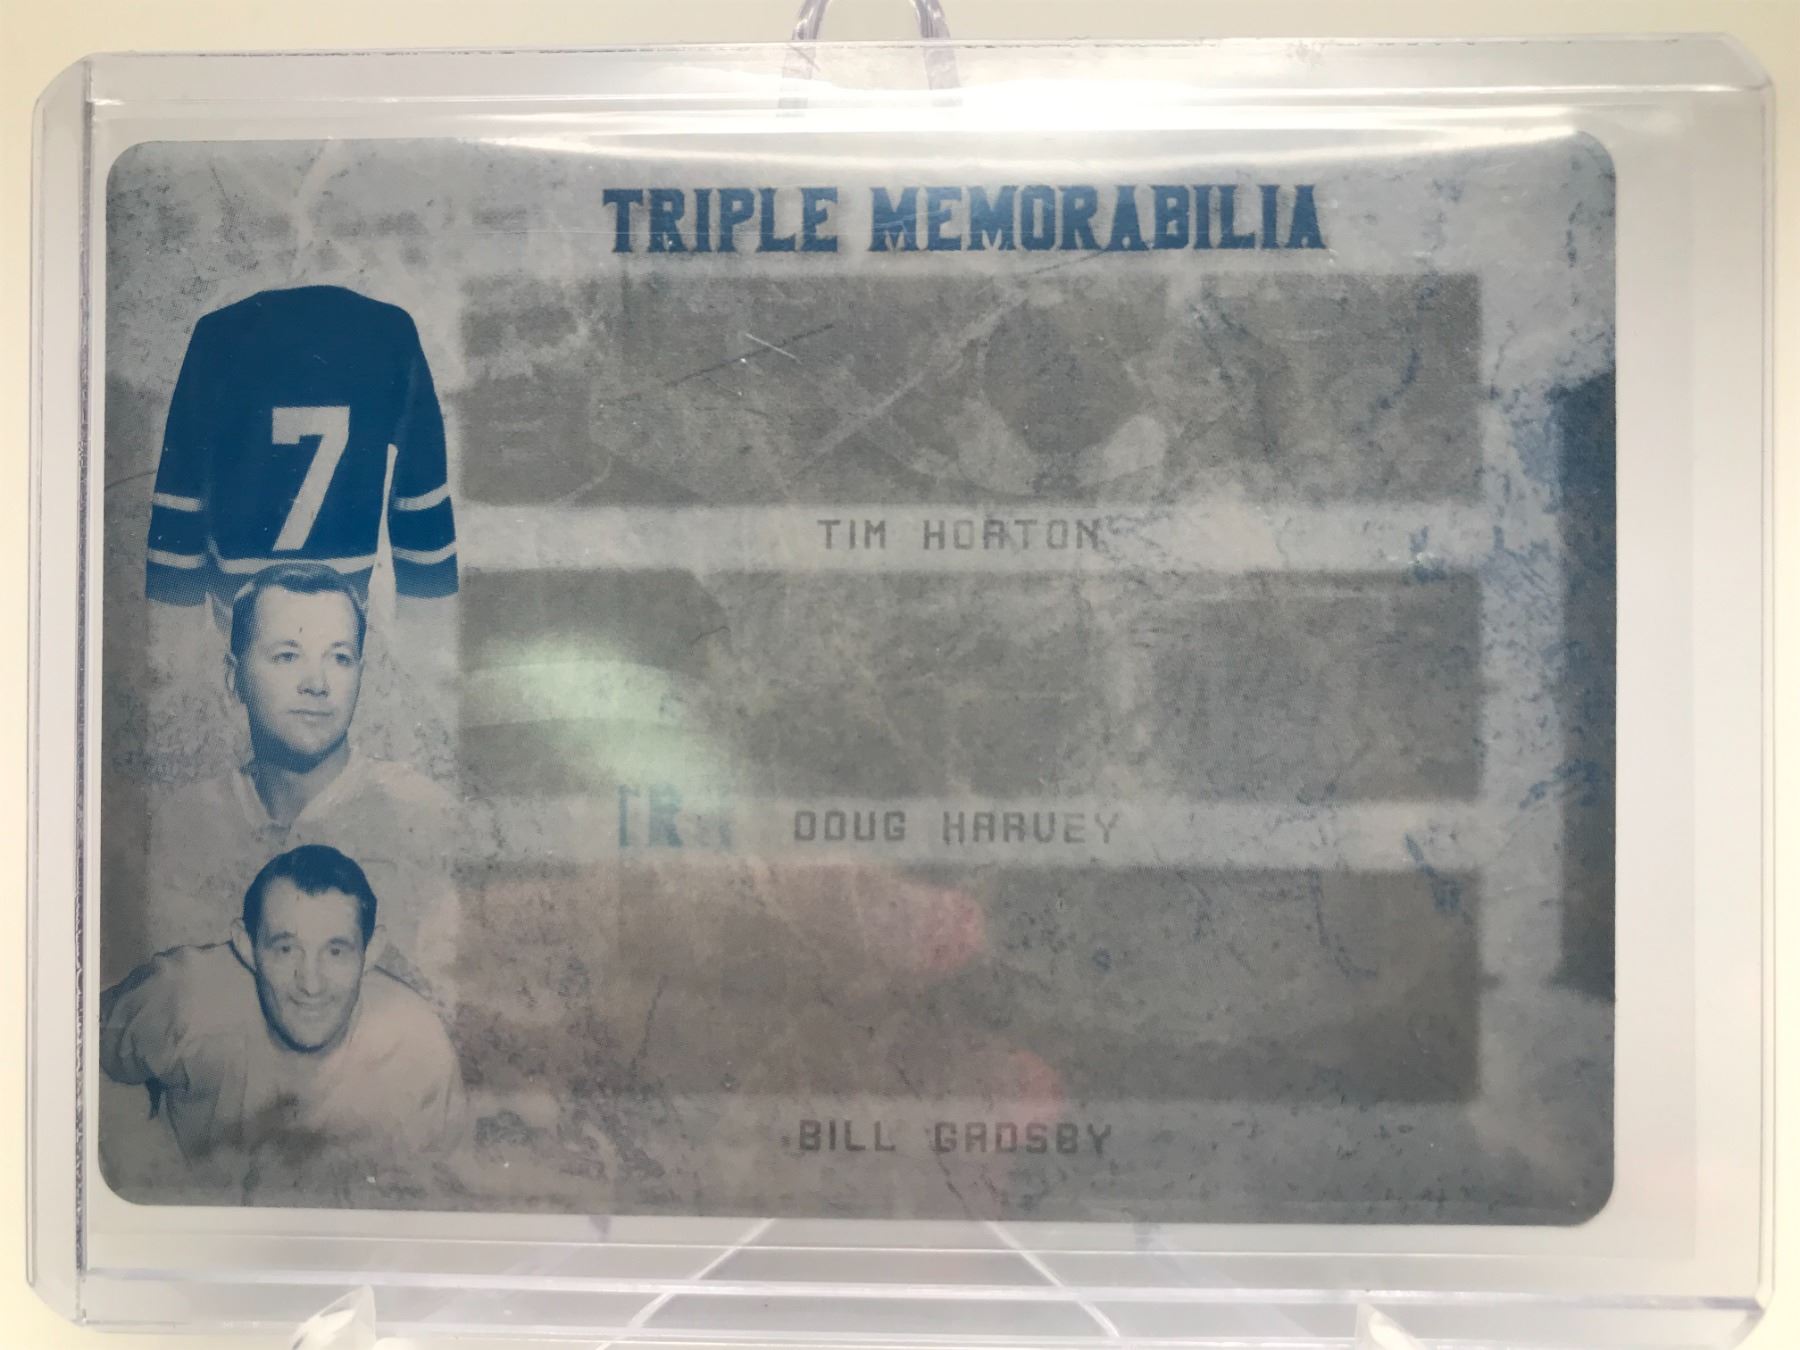 TRIPLE MEMORABILIA
7
TIM HORTON
DOUG HARVEY
BILL GADSBY